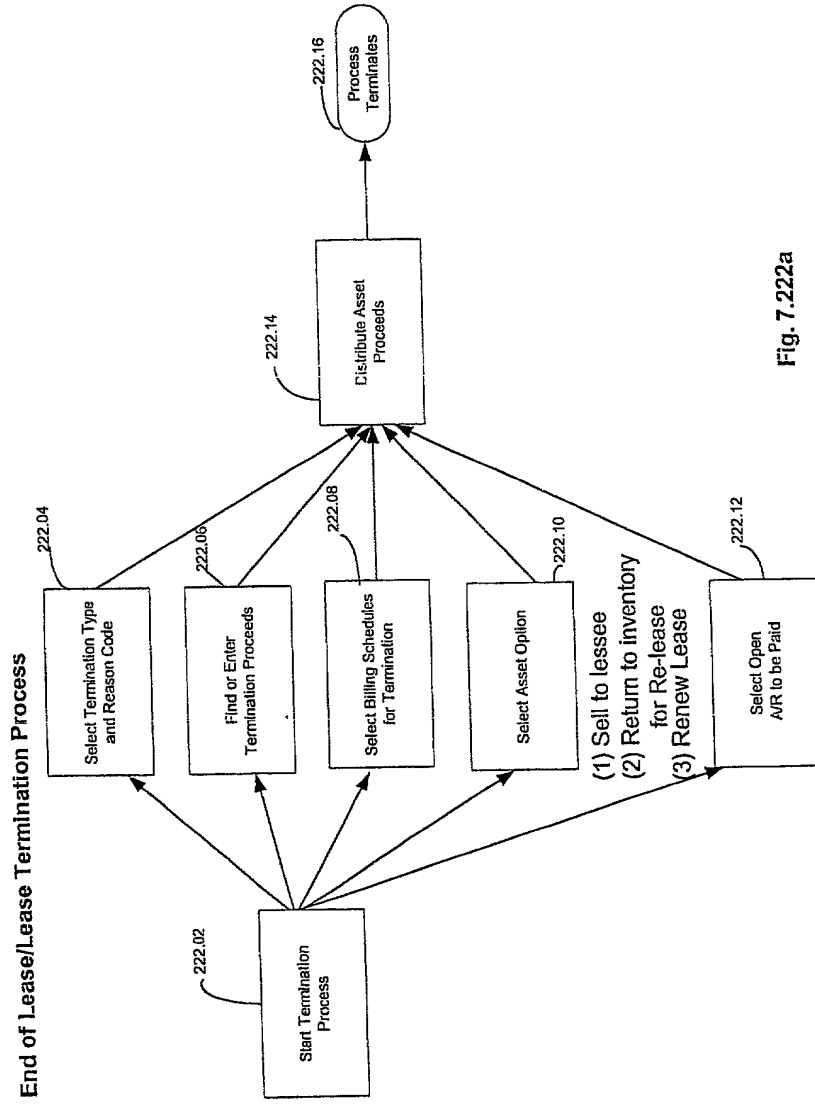 End of Lease/Lease Termination Process
222.02
Start Termination
Process
222.04
Select Termination Type
and Reason Code
222.06
Find or Enter
Termination Proceeds
222.08
Select Billing Schedules
for Termination
222.10
Select Asset Option
(1) Sell to lessee
(2) Return to inventory
for Re-lease
(3) Renew Lease
222.12
Select Open
A/R to be Paid
222.14
Distribute Asset
Proceeds
222.16
Process
Terminates
Fig. 7.222a